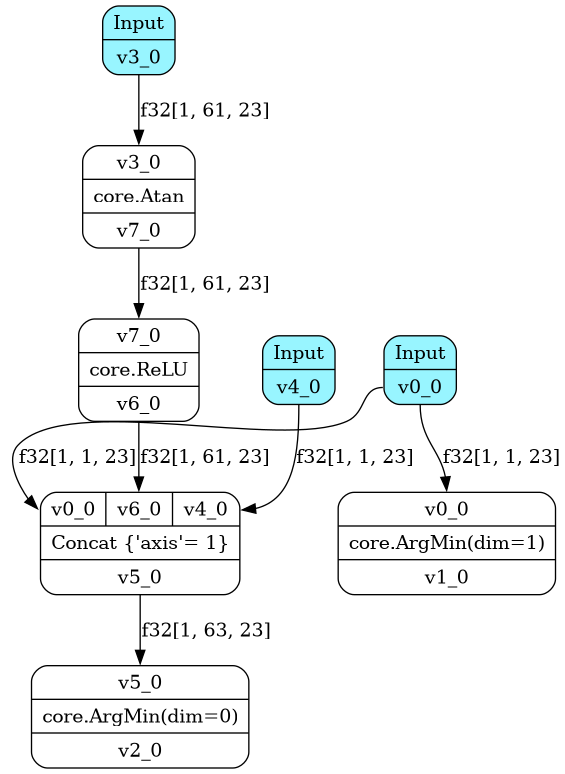 Input
v3_0
f32[1, 61, 23]
v3_0
core.Atan
v7_0
f32[1, 61, 23]
v7_0
core.ReLU
v6_0
Input
v4_0
Input
v0_0
f32[1, 1, 23]
f32[1, 61, 23]
f32[1, 1, 23]
f32[1, 1, 23]
v0_0 v6_0 v4_0
Concat {'axis'= 1}
v5_0
v0_0
core.ArgMin(dim=1)
v1_0
f32[1, 63, 23]
v5_0
core.ArgMin(dim=0)
v2_0